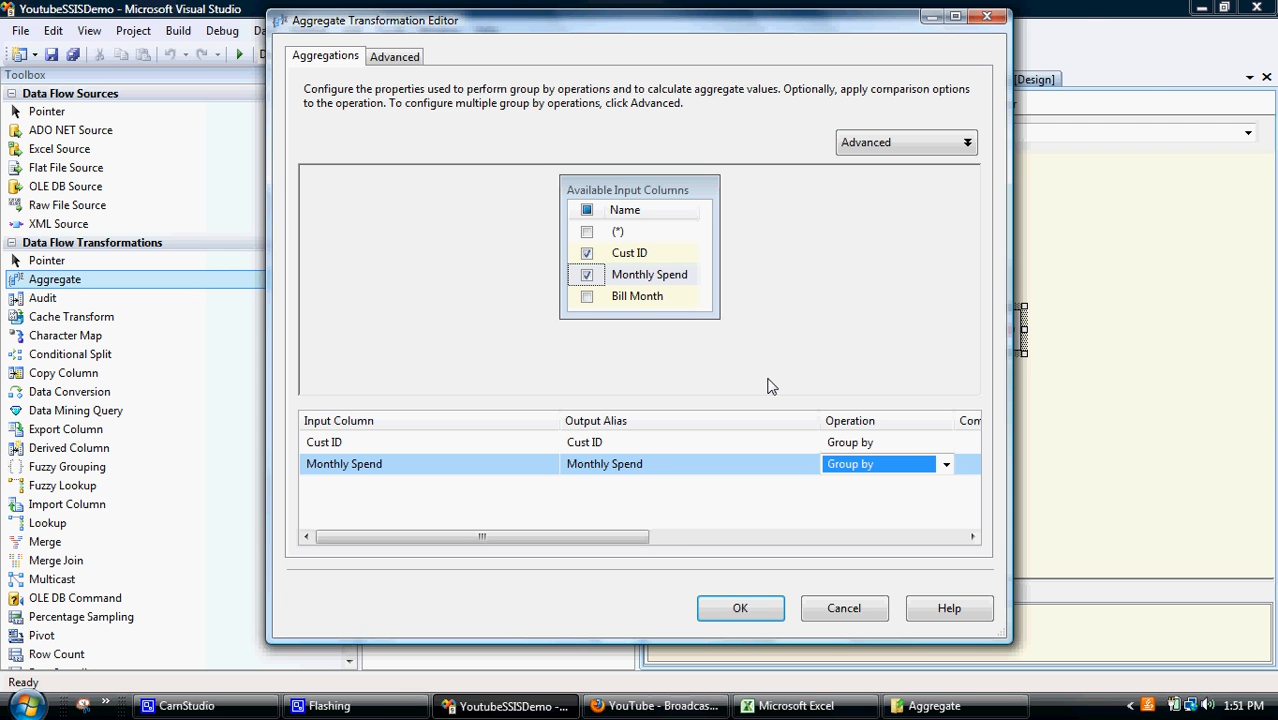 YoutubeSSISDemo - Microsoft Visual Studio
File Edit View Project Build Debug
Toolbox
Data Flow Sources
Pointer
ADO NET Source
Excel Source
Flat File Source
OLE DB Source
Raw File Source
XML Source
Data Flow Transformations
Pointer
Aggregate
Audit
Cache Transform
Character Map
Conditional Split
Copy Column
Data Conversion
Data Mining Query
Export Column
Derived Column
Fuzzy Grouping
Fuzzy Lookup
Import Column
Lookup
Merge
Merge Join
Multicast
OLE DB Command
Percentage Sampling
Pivot
Row Count
Aggregate Transformation Editor
Aggregations Advanced
Configure the properties used to perform group by operations and to calculate aggregate values. Optionally, apply comparison options
to the operation. To configure multiple group by operations, click Advanced.
Advanced
Available Input Columns
Name
(*)
Cust ID
Monthly Spend
Bill Month
Input Column Output Alias Operation Com
Cust ID Cust ID Group by
Monthly Spend Monthly Spend Group by
OK Cancel Help
[Design]
Ready
CamStudio Flashing YoutubeSSISDemo -... YouTube - Broadcas... Microsoft Excel Aggregate 1:51 PM